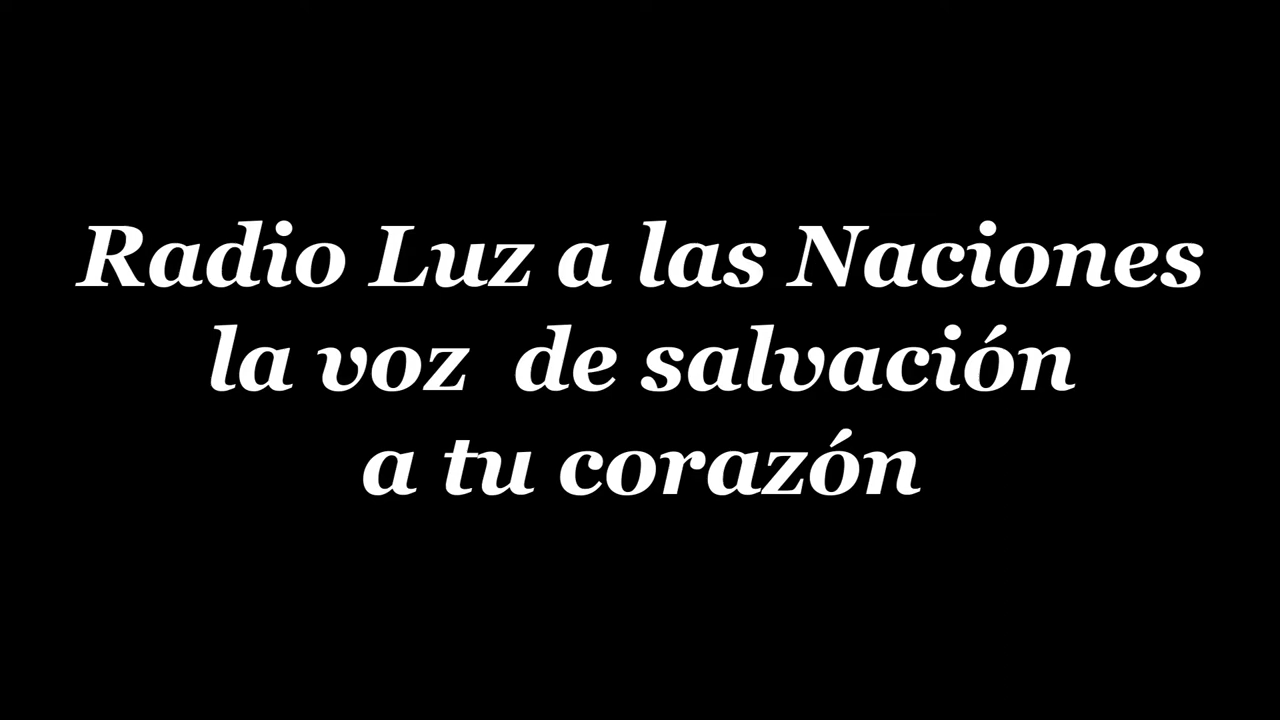 Radio Luz a las Naciones
la voz  de salvación
a tu corazón